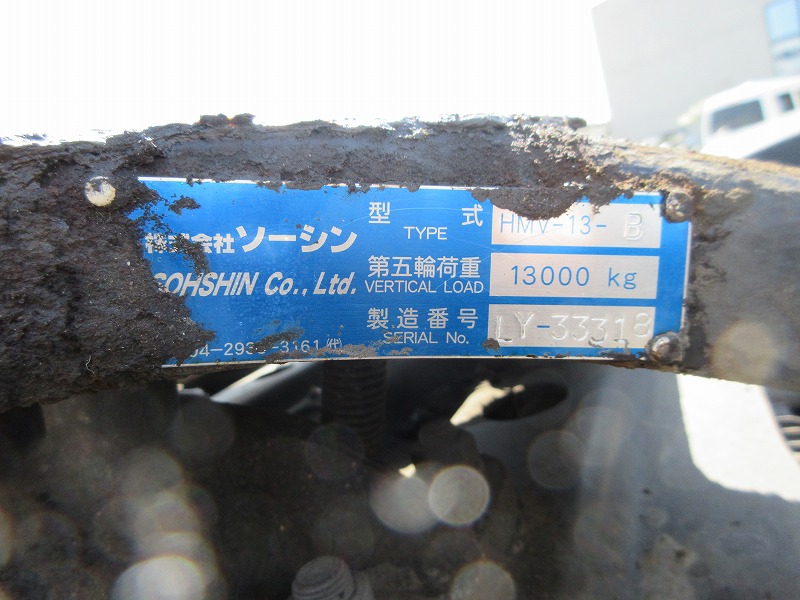 株式会社ソーシン
SOHSHIN Co., Ltd.
型式 TYPE HMV-13-B
第五輪荷重 VERTICAL LOAD 13000 kg
製造番号 SERIAL No. LY-33318